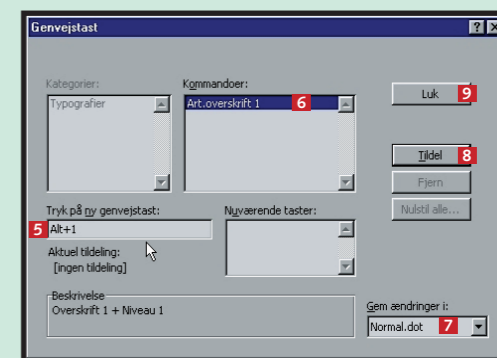 Genvejstast
Kategorier:
Typografier
Kommandoer:
Art.overskrift 1 6
Luk 9
Tildel 8
Fjern
Nulstil alle...
Tryk på ny genvejstast:
5 Alt+1
Nuværende taster:
Aktuel tildeling:
[ingen tildeling]
Beskrivelse
Overskrift 1 + Niveau 1
Gem ændringer i:
Normal.dot 7